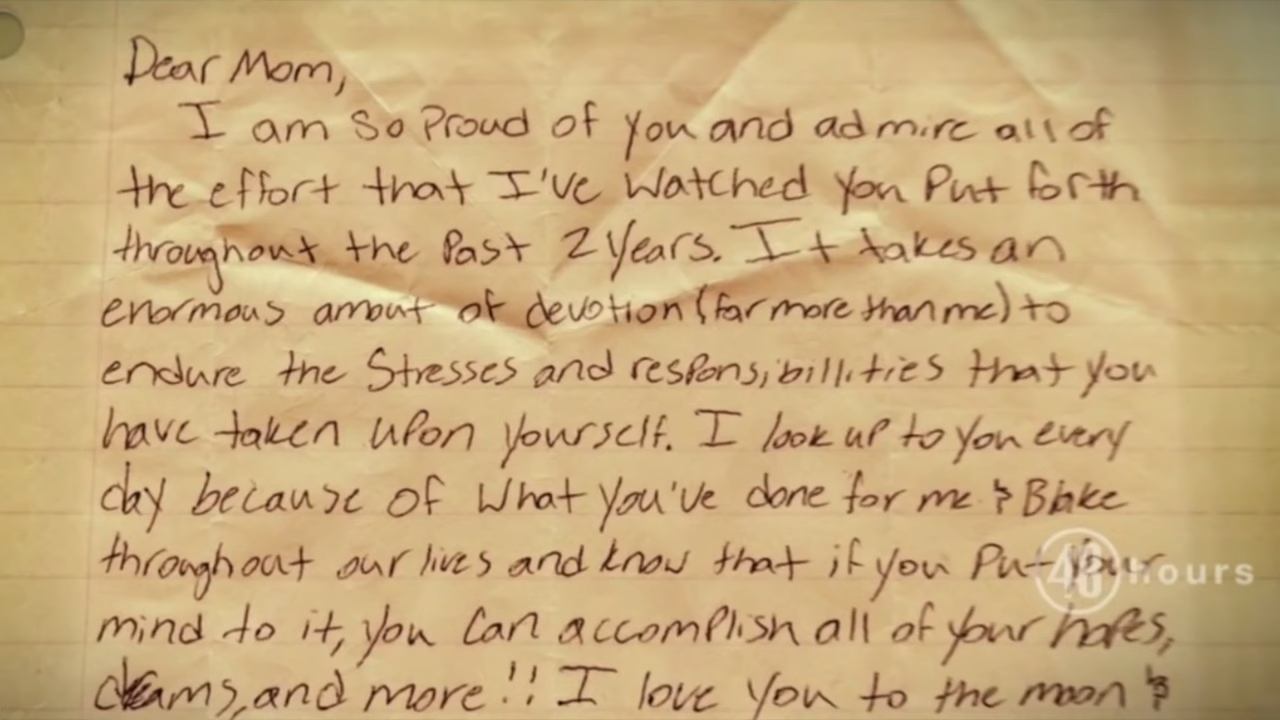 Dear Mom,
I am so Proud of you and admire all of
the effort that I've watched you Put forth
throughout the Past 2 Years. It takes an
enormous amout of devotion (far more than me) to
endure the Stresses and responsibillities that you
have taken upon yourself. I look up to you every
day because of what you've done for me & Blake
throughout our lives and know that if you Put your
48 hours
mind to it, you can accomplish all of your hopes,
dreams, and more!! I love you to the moon &